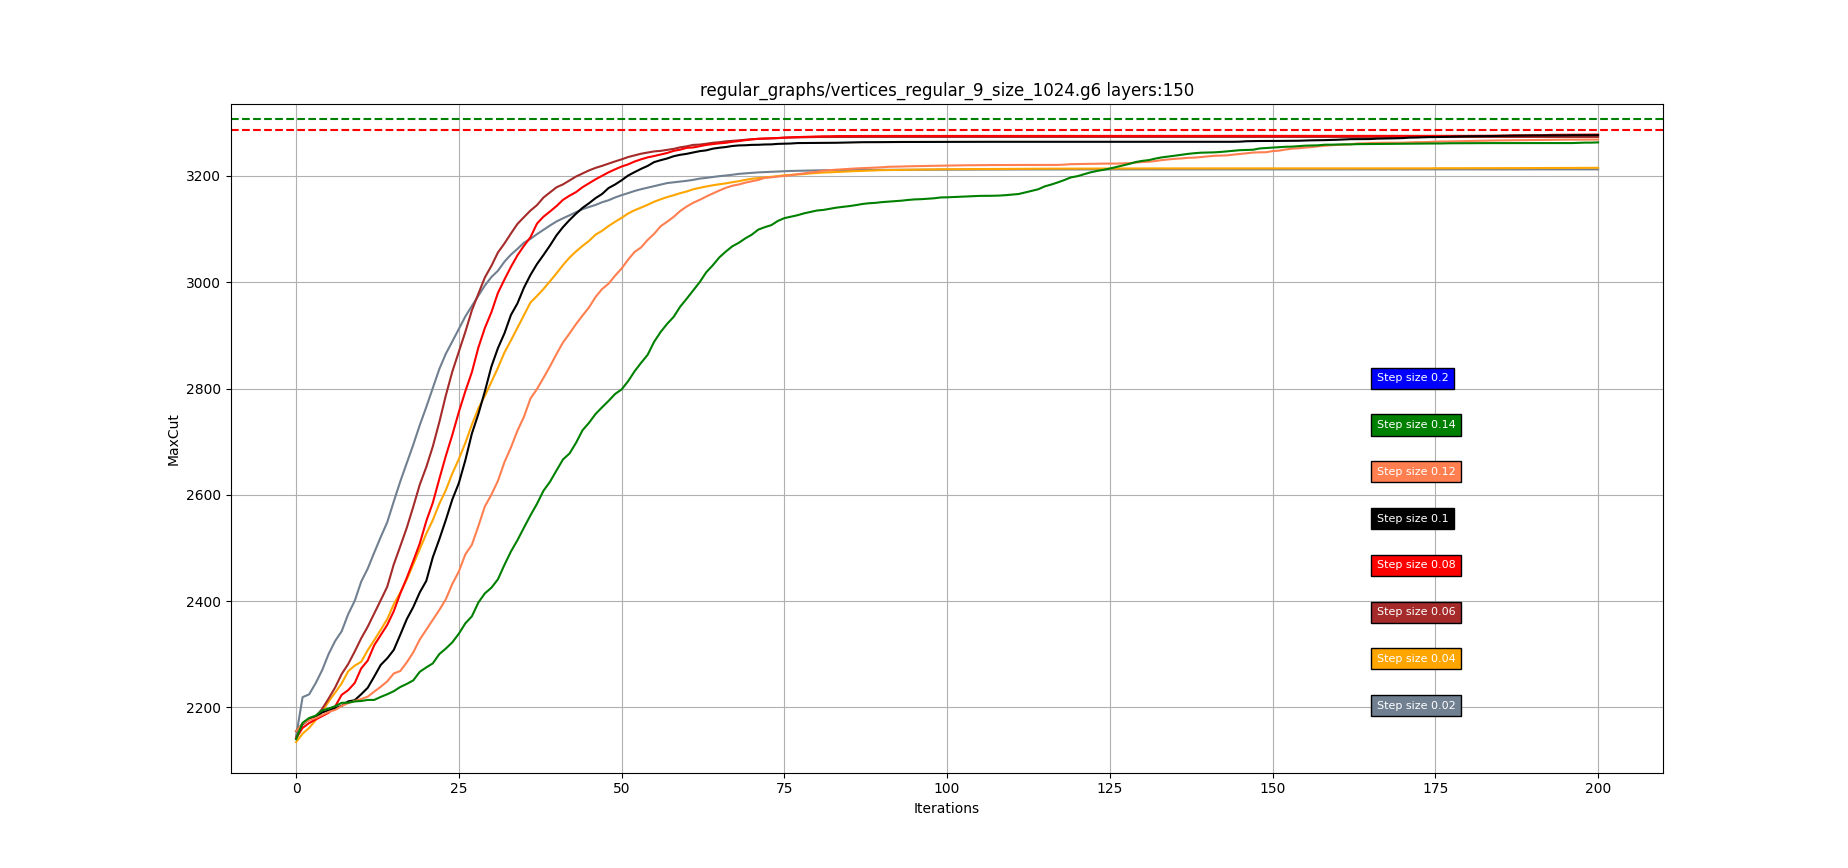 regular_graphs/vertices_regular_9_size_1024.g6 layers:150
MaxCut
3200
3000
2800
2600
2400
2200
Step size 0.2
Step size 0.14
Step size 0.12
Step size 0.1
Step size 0.08
Step size 0.06
Step size 0.04
Step size 0.02
0 25 50 75 100 125 150 175 200
Iterations